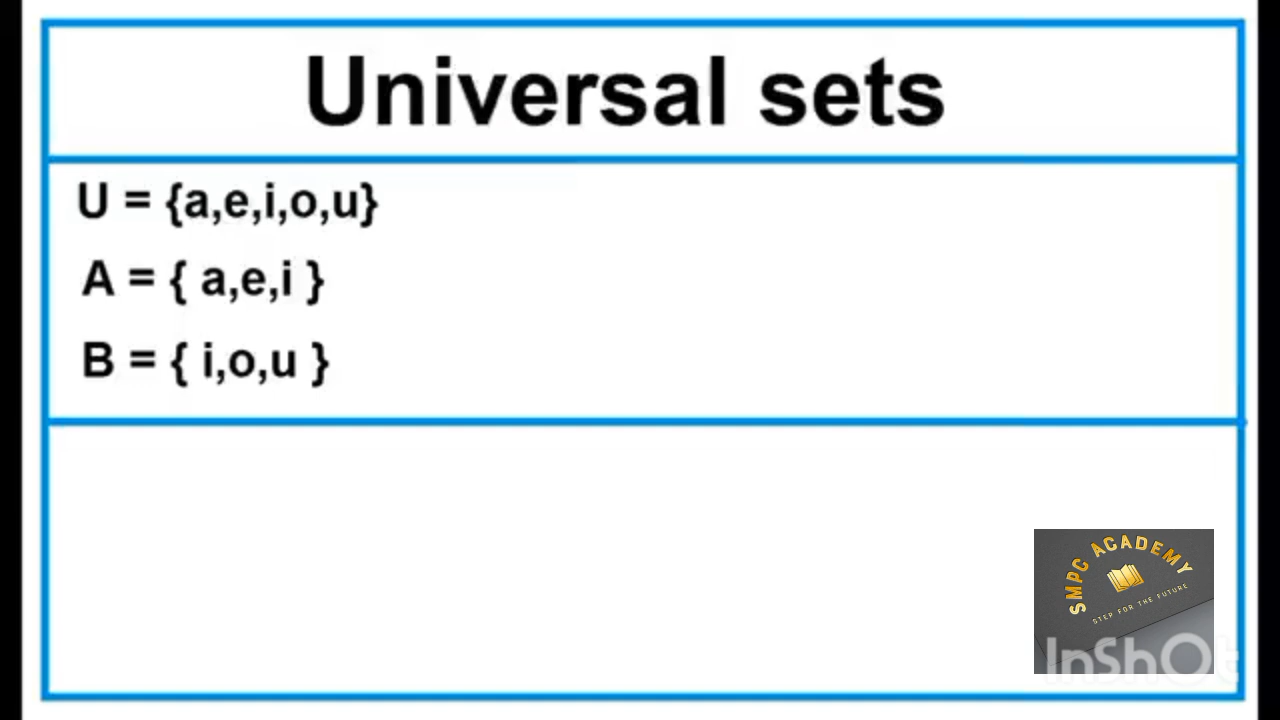 Universal sets
U = {a,e,i,o,u}
A = { a,e,i }
B = { i,o,u }
SMPC ACADEMY
STEP FOR THE FUTURE
InShOt